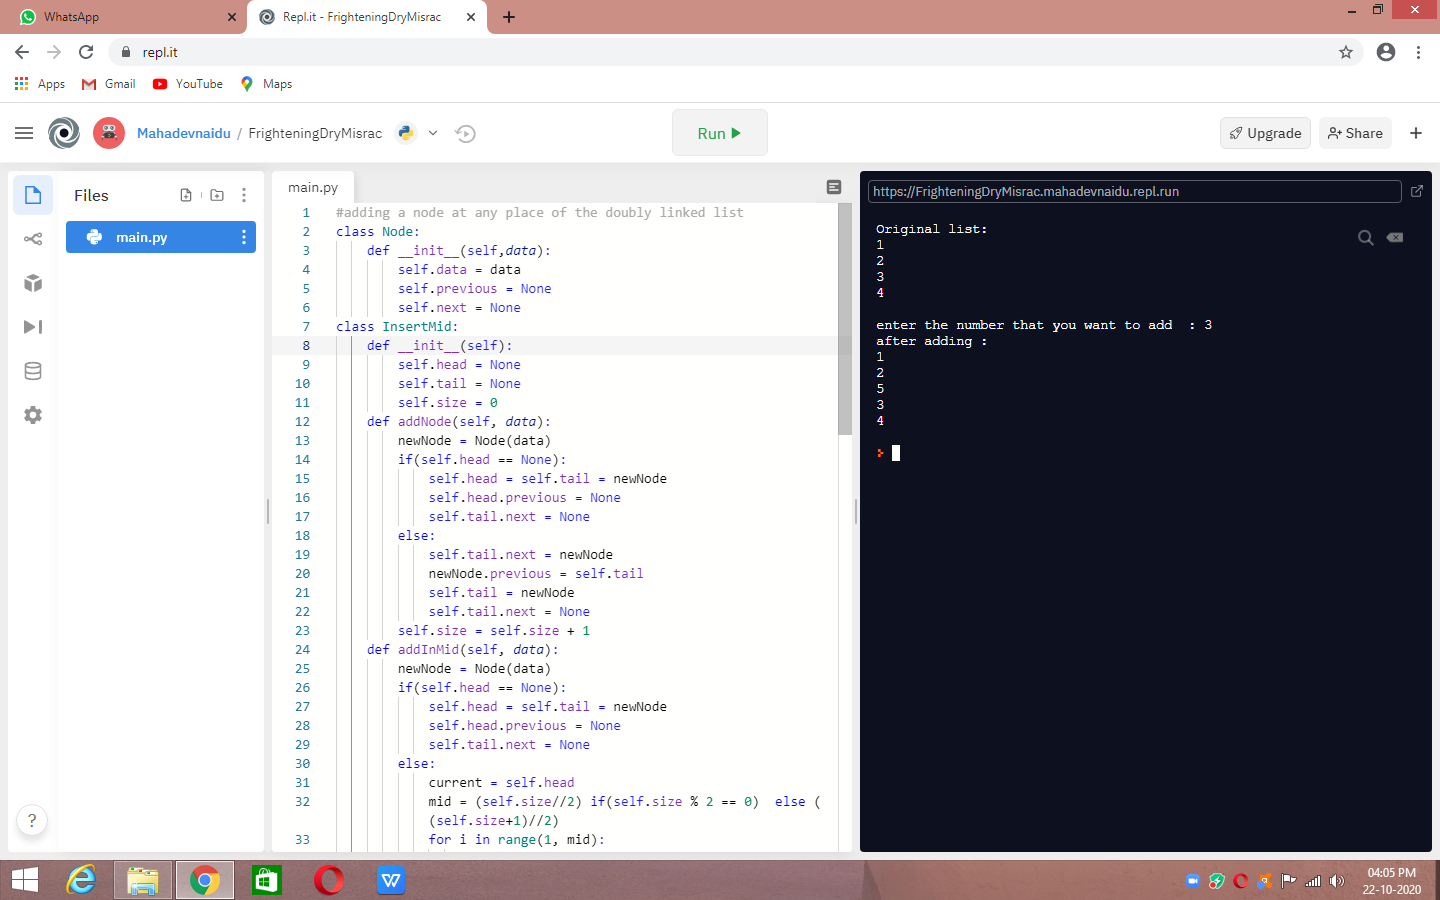 WhatsApp
Repl.it - FrighteningDryMisrac
repl.it
Apps Gmail YouTube Maps
Mahadevnaidu / FrighteningDryMisrac
Run
Upgrade
Share
Files
main.py
main.py
1 #adding a node at any place of the doubly linked list
2 class Node:
3 def __init__(self,data):
4 self.data = data
5 self.previous = None
6 self.next = None
7 class InsertMid:
8 def __init__(self):
9 self.head = None
10 self.tail = None
11 self.size = 0
12 def addNode(self, data):
13 newNode = Node(data)
14 if(self.head == None):
15 self.head = self.tail = newNode
16 self.head.previous = None
17 self.tail.next = None
18 else:
19 self.tail.next = newNode
20 newNode.previous = self.tail
21 self.tail = newNode
22 self.tail.next = None
23 self.size = self.size + 1
24 def addInMid(self, data):
25 newNode = Node(data)
26 if(self.head == None):
27 self.head = self.tail = newNode
28 self.head.previous = None
29 self.tail.next = None
30 else:
31 current = self.head
32 mid = (self.size//2) if(self.size % 2 == 0)  else (
(self.size+1)//2)
33 for i in range(1, mid):
https://FrighteningDryMisrac.mahadevnaidu.repl.run
Original list:
1
2
3
4
enter the number that you want to add  : 3
after adding :
1
2
5
3
4
?
W
04:05 PM
22-10-2020